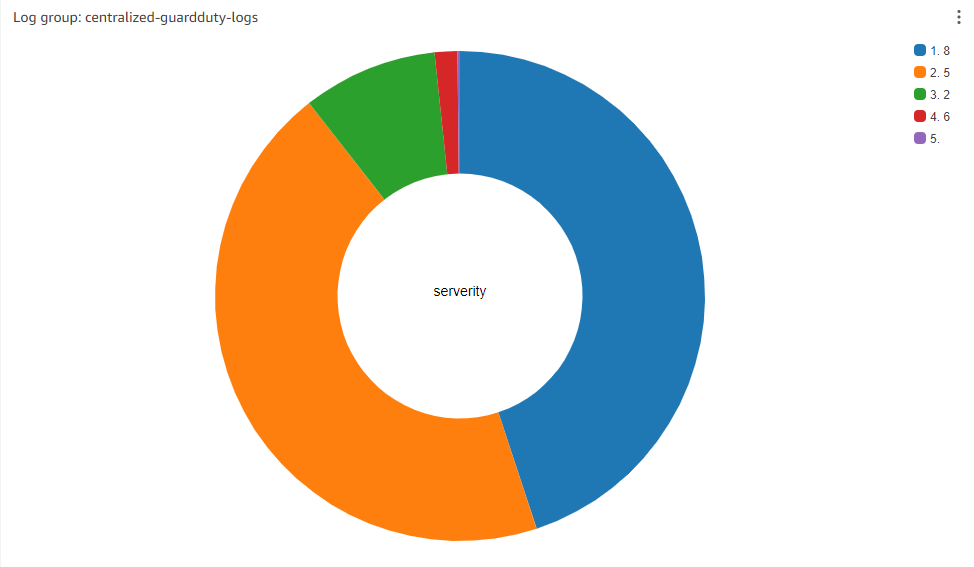 Log group: centralized-guardduty-logs
1. 8
2. 5
3. 2
4. 6
5.
serverity